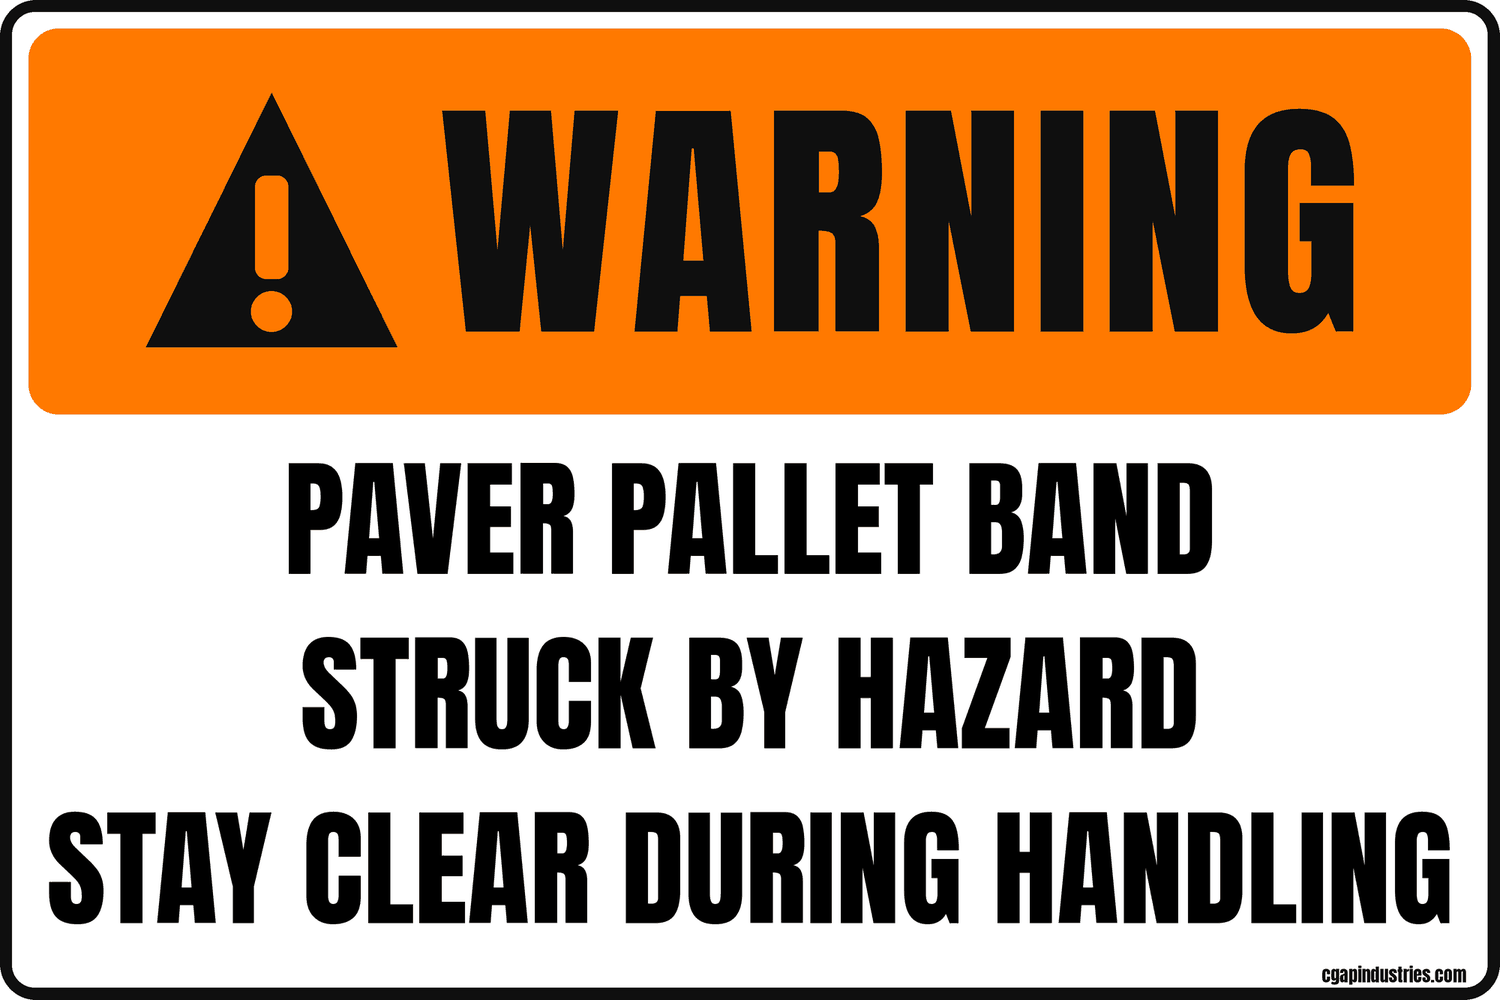 WARNING
PAVER PALLET BAND
STRUCK BY HAZARD
STAY CLEAR DURING HANDLING
cgapindustries.com